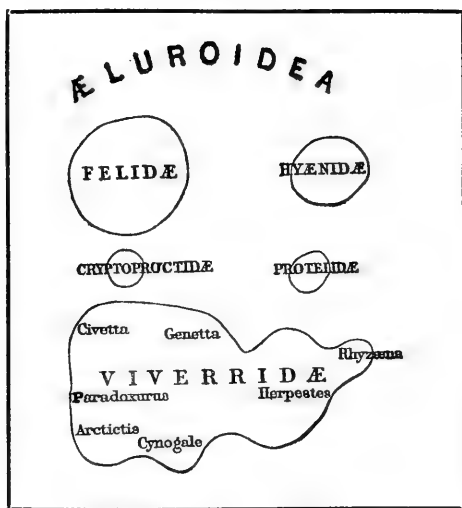 ÆLUROIDEA
FELIDÆ
HYÆNIDÆ
CRYPTOPROCTIDÆ
PROTELIDÆ
Civetta
Genetta
Rhyzæna
VIVERRIDÆ
Paradoxurus
Herpestes
Arctictis
Cynogale